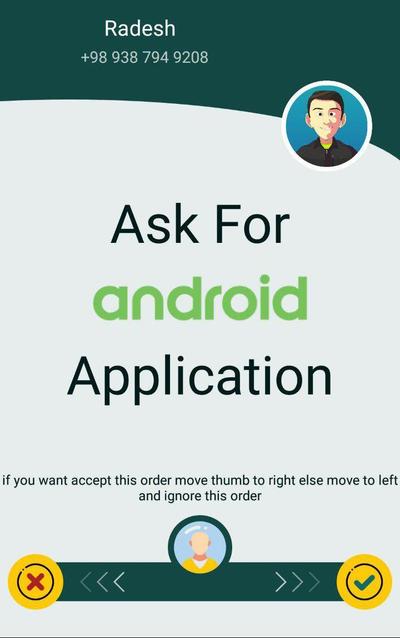 Radesh
+98 938 794 9208
Ask For
android
Application
if you want accept this order move thumb to right else move to left
and ignore this order